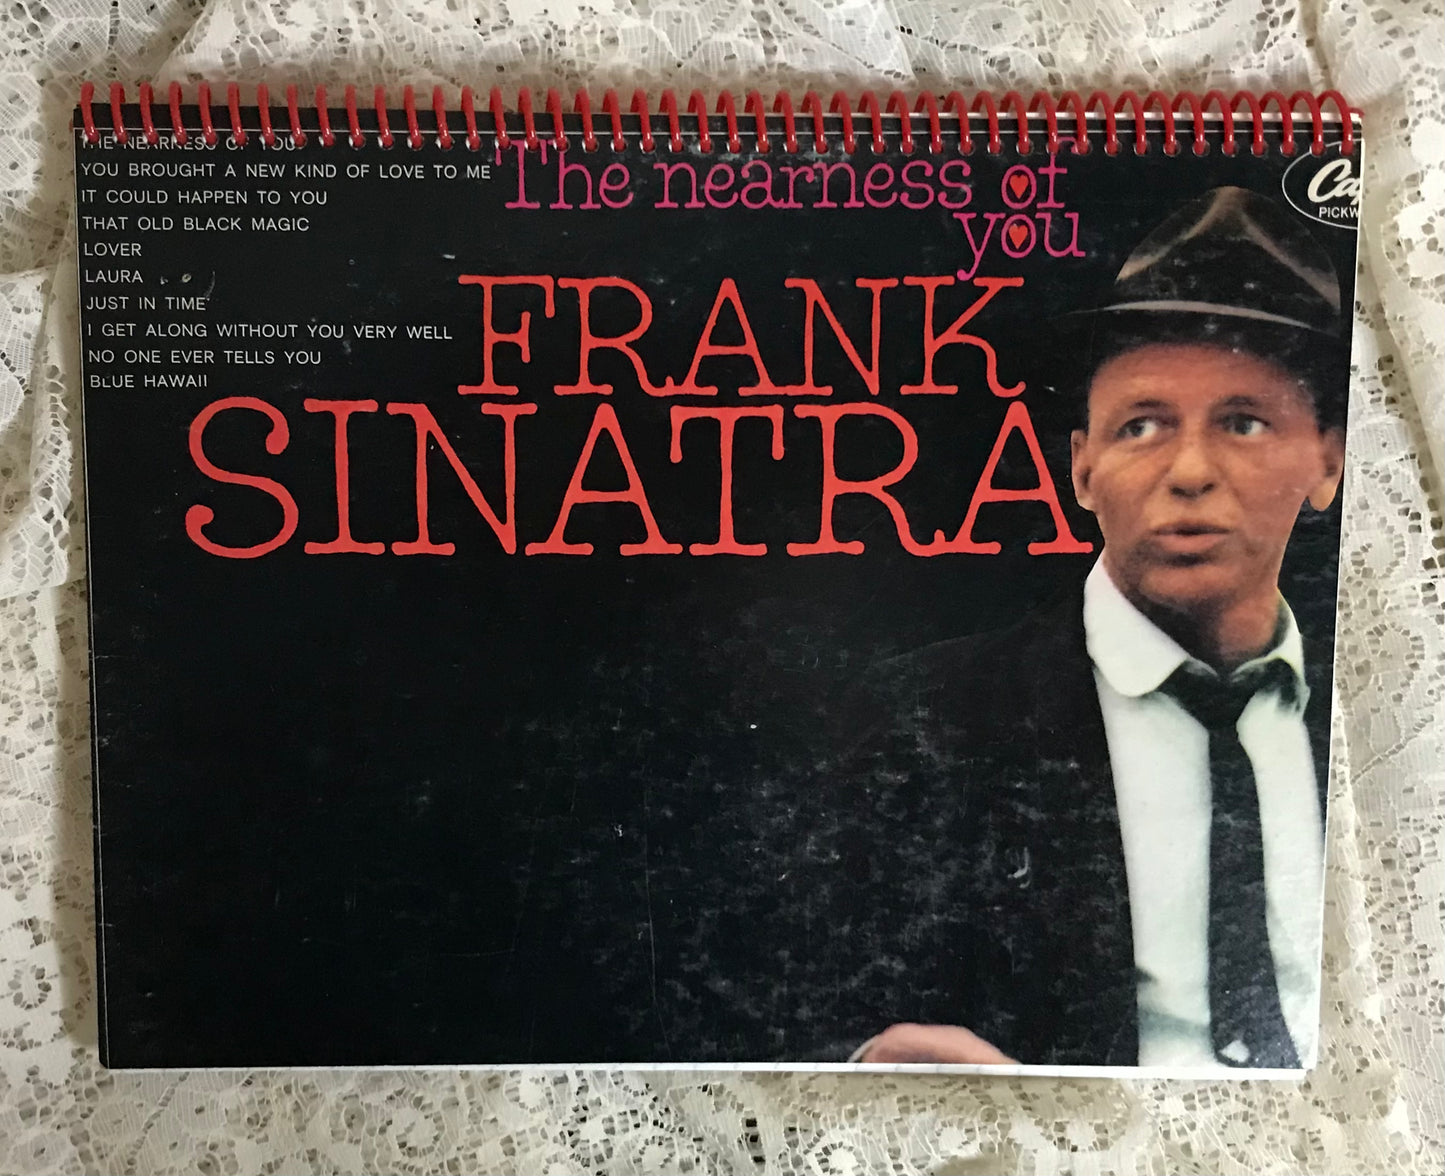 THE NEARNESS OF YOU
YOU BROUGHT A NEW KIND OF LOVE TO ME
IT COULD HAPPEN TO YOU
THAT OLD BLACK MAGIC
LOVER
LAURA
JUST IN TIME
I GET ALONG WITHOUT YOU VERY WELL
NO ONE EVER TELLS YOU
BLUE HAWAII
The nearness of
you
FRANK
SINATRA